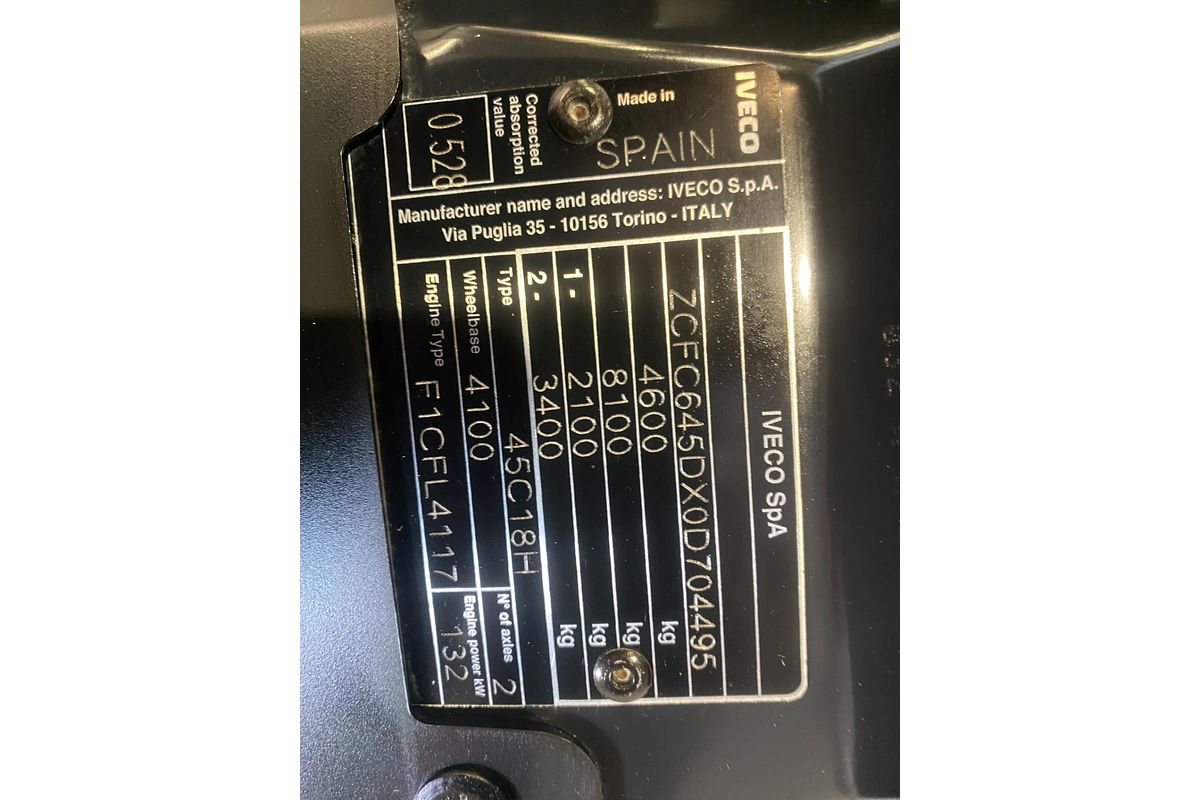 IVECO SpA
ZCFC645DX0D704495
4600 kg
8100 kg
1- 2100 kg
2- 3400 kg
Type 45C18H
Wheelbase 4100
N° of axles 2
Engine Type F1CFL4117
Engine power kW 132
IVECO
Made in
SPAIN
Manufacturer name and address: IVECO S.p.A.
Via Puglia 35 - 10156 Torino - ITALY
Corrected
absorption
value
0.528